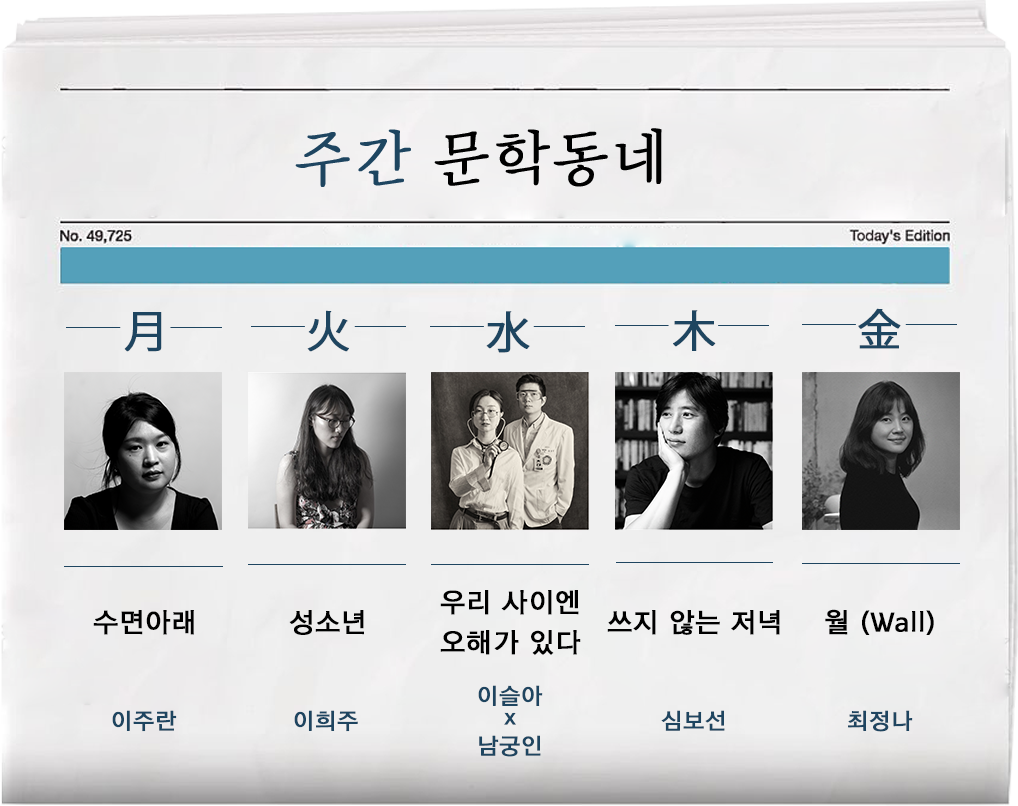 주간 문학동네
No. 49,725
Today's Edition
月 火 水 木 金
수면아래
성소년
우리 사이엔
오해가 있다
쓰지 않는 저녁
월 (Wall)
이주란
이희주
이슬아
x
남궁인
심보선
최정나